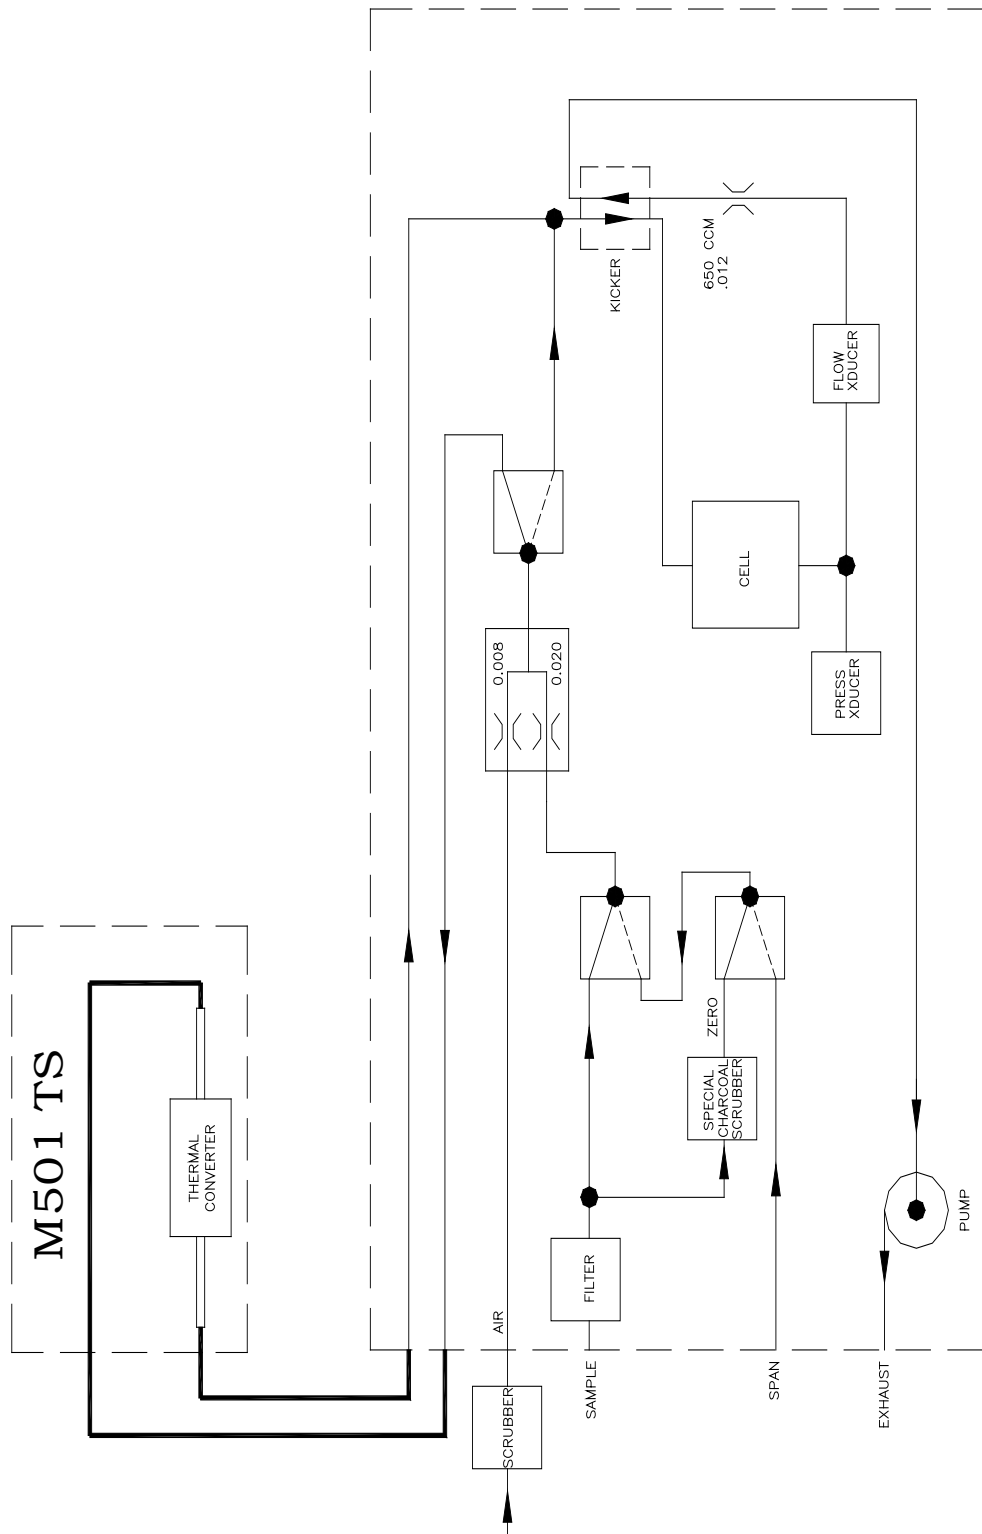 M501 TS
THERMAL
CONVERTER
SCRUBBER
AIR
SAMPLE
FILTER
SPAN
SPECIAL
CHARCOAL
SCRUBBER
ZERO
0.008
0.020
KICKER
650 CCM
.012
CELL
PRESS
XDUCER
FLOW
XDUCER
EXHAUST
PUMP